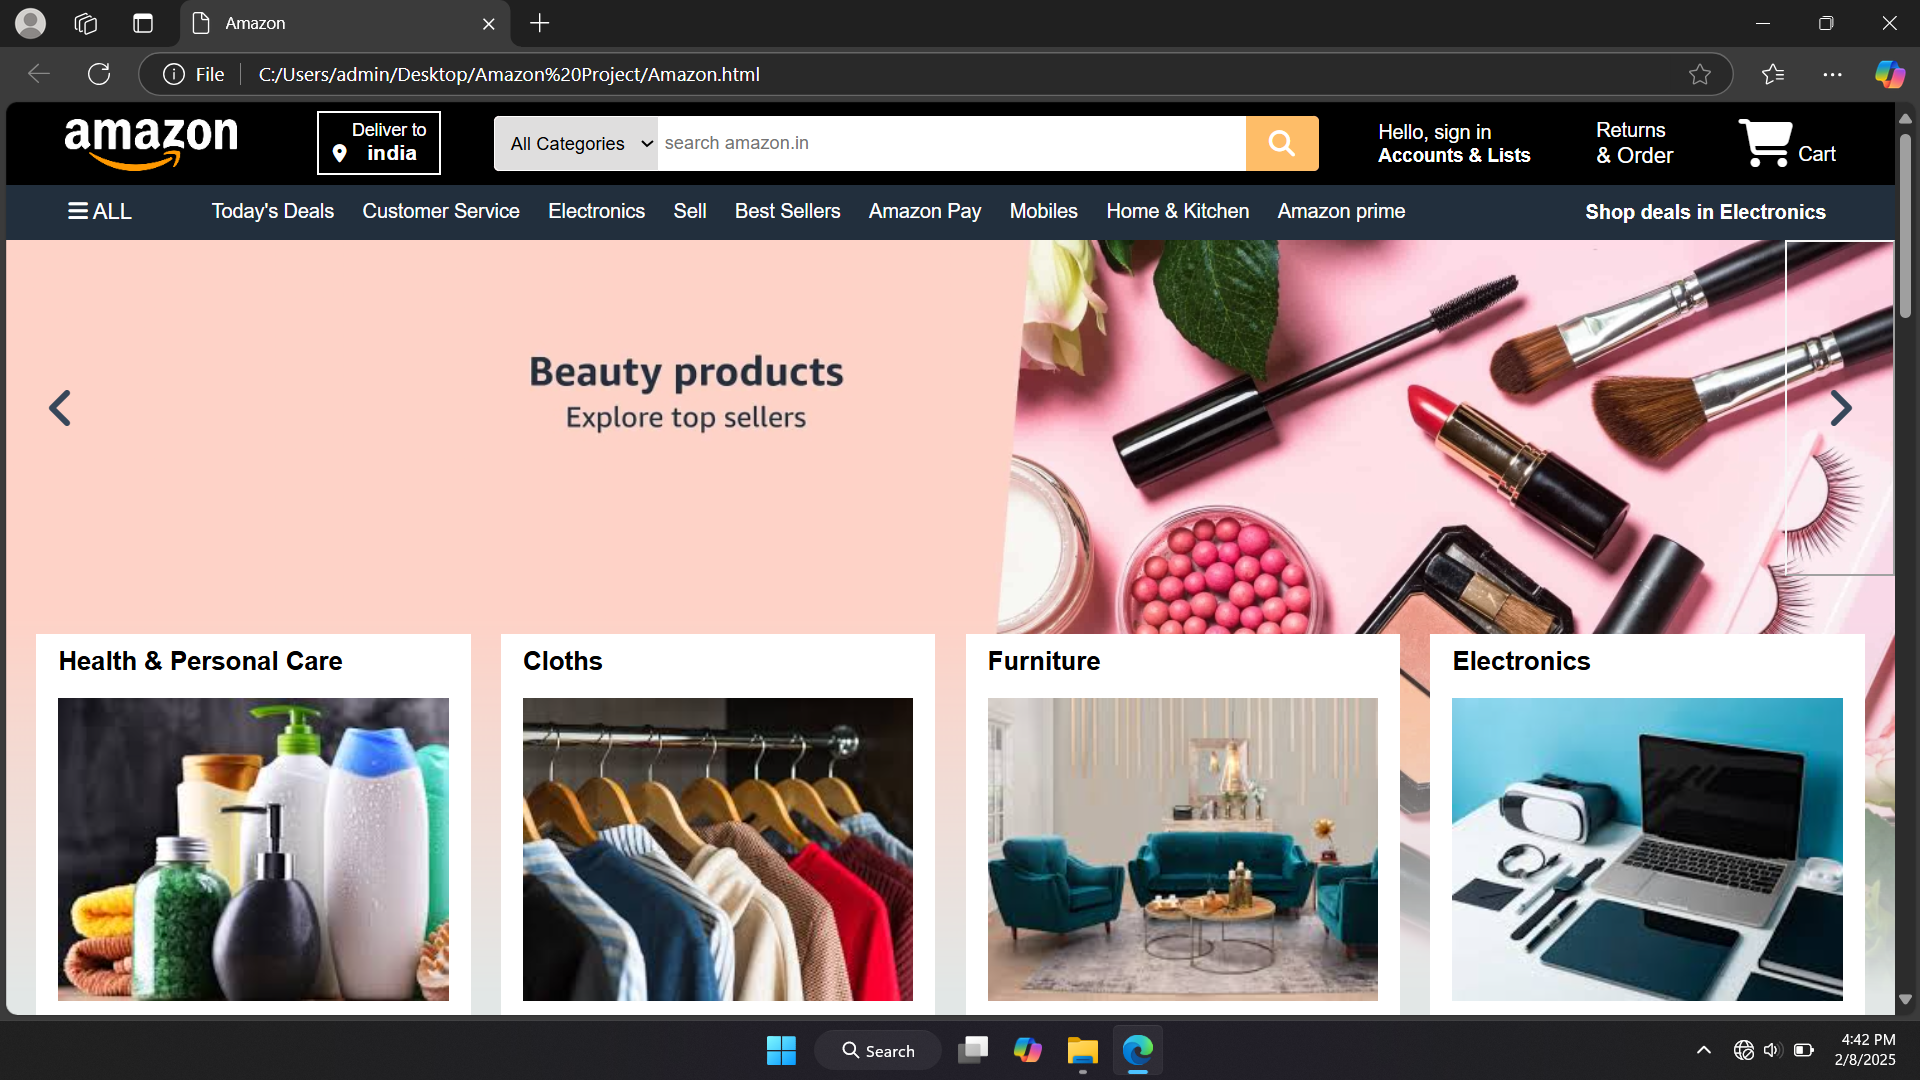 Amazon
File
C:/Users/admin/Desktop/Amazon%20Project/Amazon.html
amazon
Deliver to
india
All Categories
search amazon.in
Hello, sign in
Accounts & Lists
Returns
& Order
Cart
ALL
Today's Deals
Customer Service
Electronics
Sell
Best Sellers
Amazon Pay
Mobiles
Home & Kitchen
Amazon prime
Shop deals in Electronics
Beauty products
Explore top sellers
Health & Personal Care
Cloths
Furniture
Electronics
Search
4:42 PM
2/8/2025